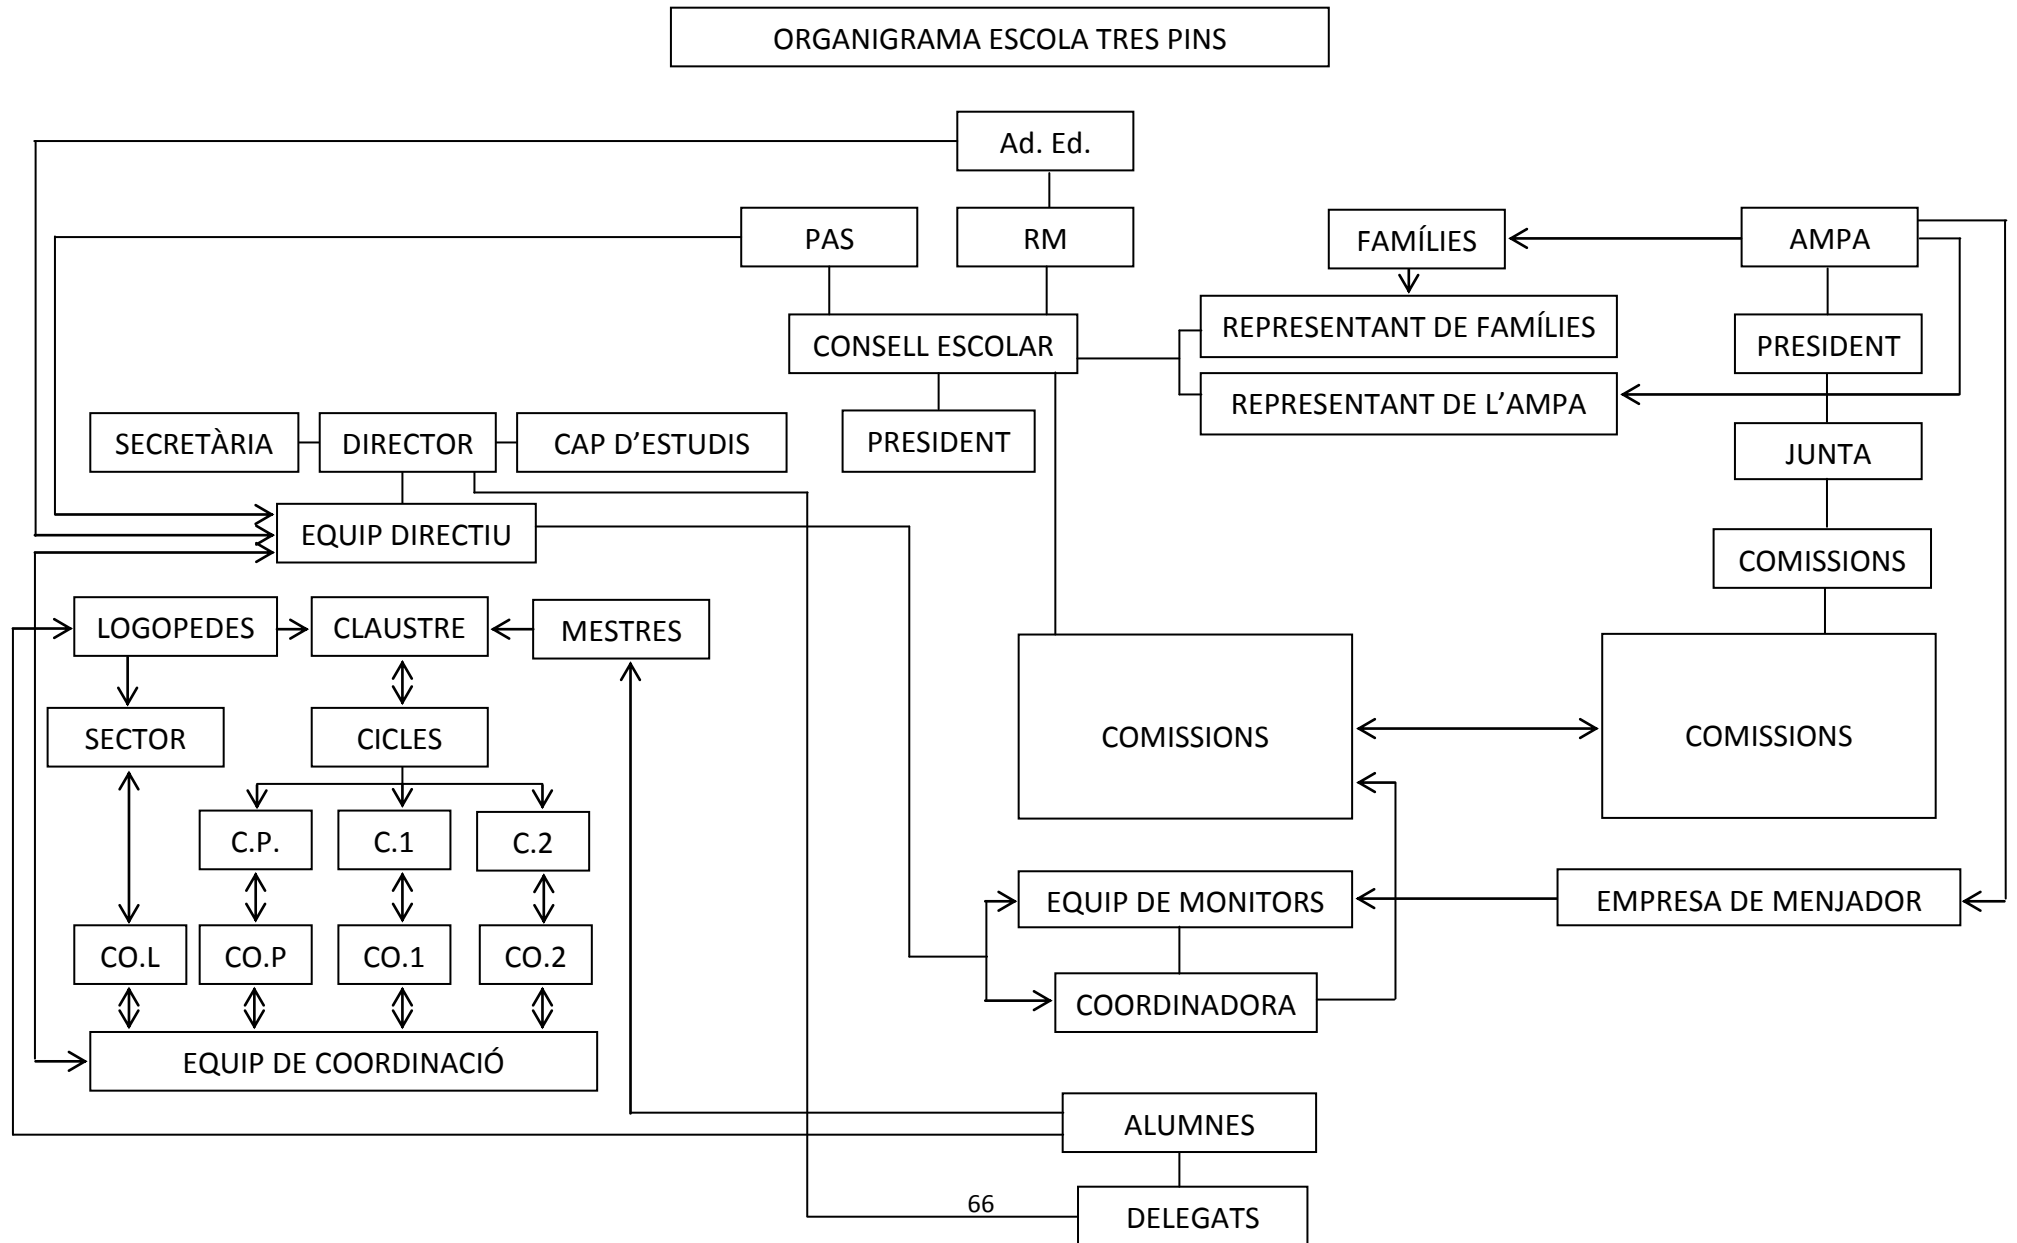 ORGANIGRAMA ESCOLA TRES PINS
Ad. Ed.
PAS
RM
FAMÍLIES
AMPA
CONSELL ESCOLAR
REPRESENTANT DE FAMÍLIES
PRESIDENT
REPRESENTANT DE L’AMPA
SECRETÀRIA
DIRECTOR
CAP D’ESTUDIS
PRESIDENT
JUNTA
EQUIP DIRECTIU
COMISSIONS
LOGOPEDES
CLAUSTRE
MESTRES
SECTOR
CICLES
COMISSIONS
COMISSIONS
C.P.
C.1
C.2
EQUIP DE MONITORS
EMPRESA DE MENJADOR
CO.L
CO.P
CO.1
CO.2
COORDINADORA
EQUIP DE COORDINACIÓ
ALUMNES
66
DELEGATS